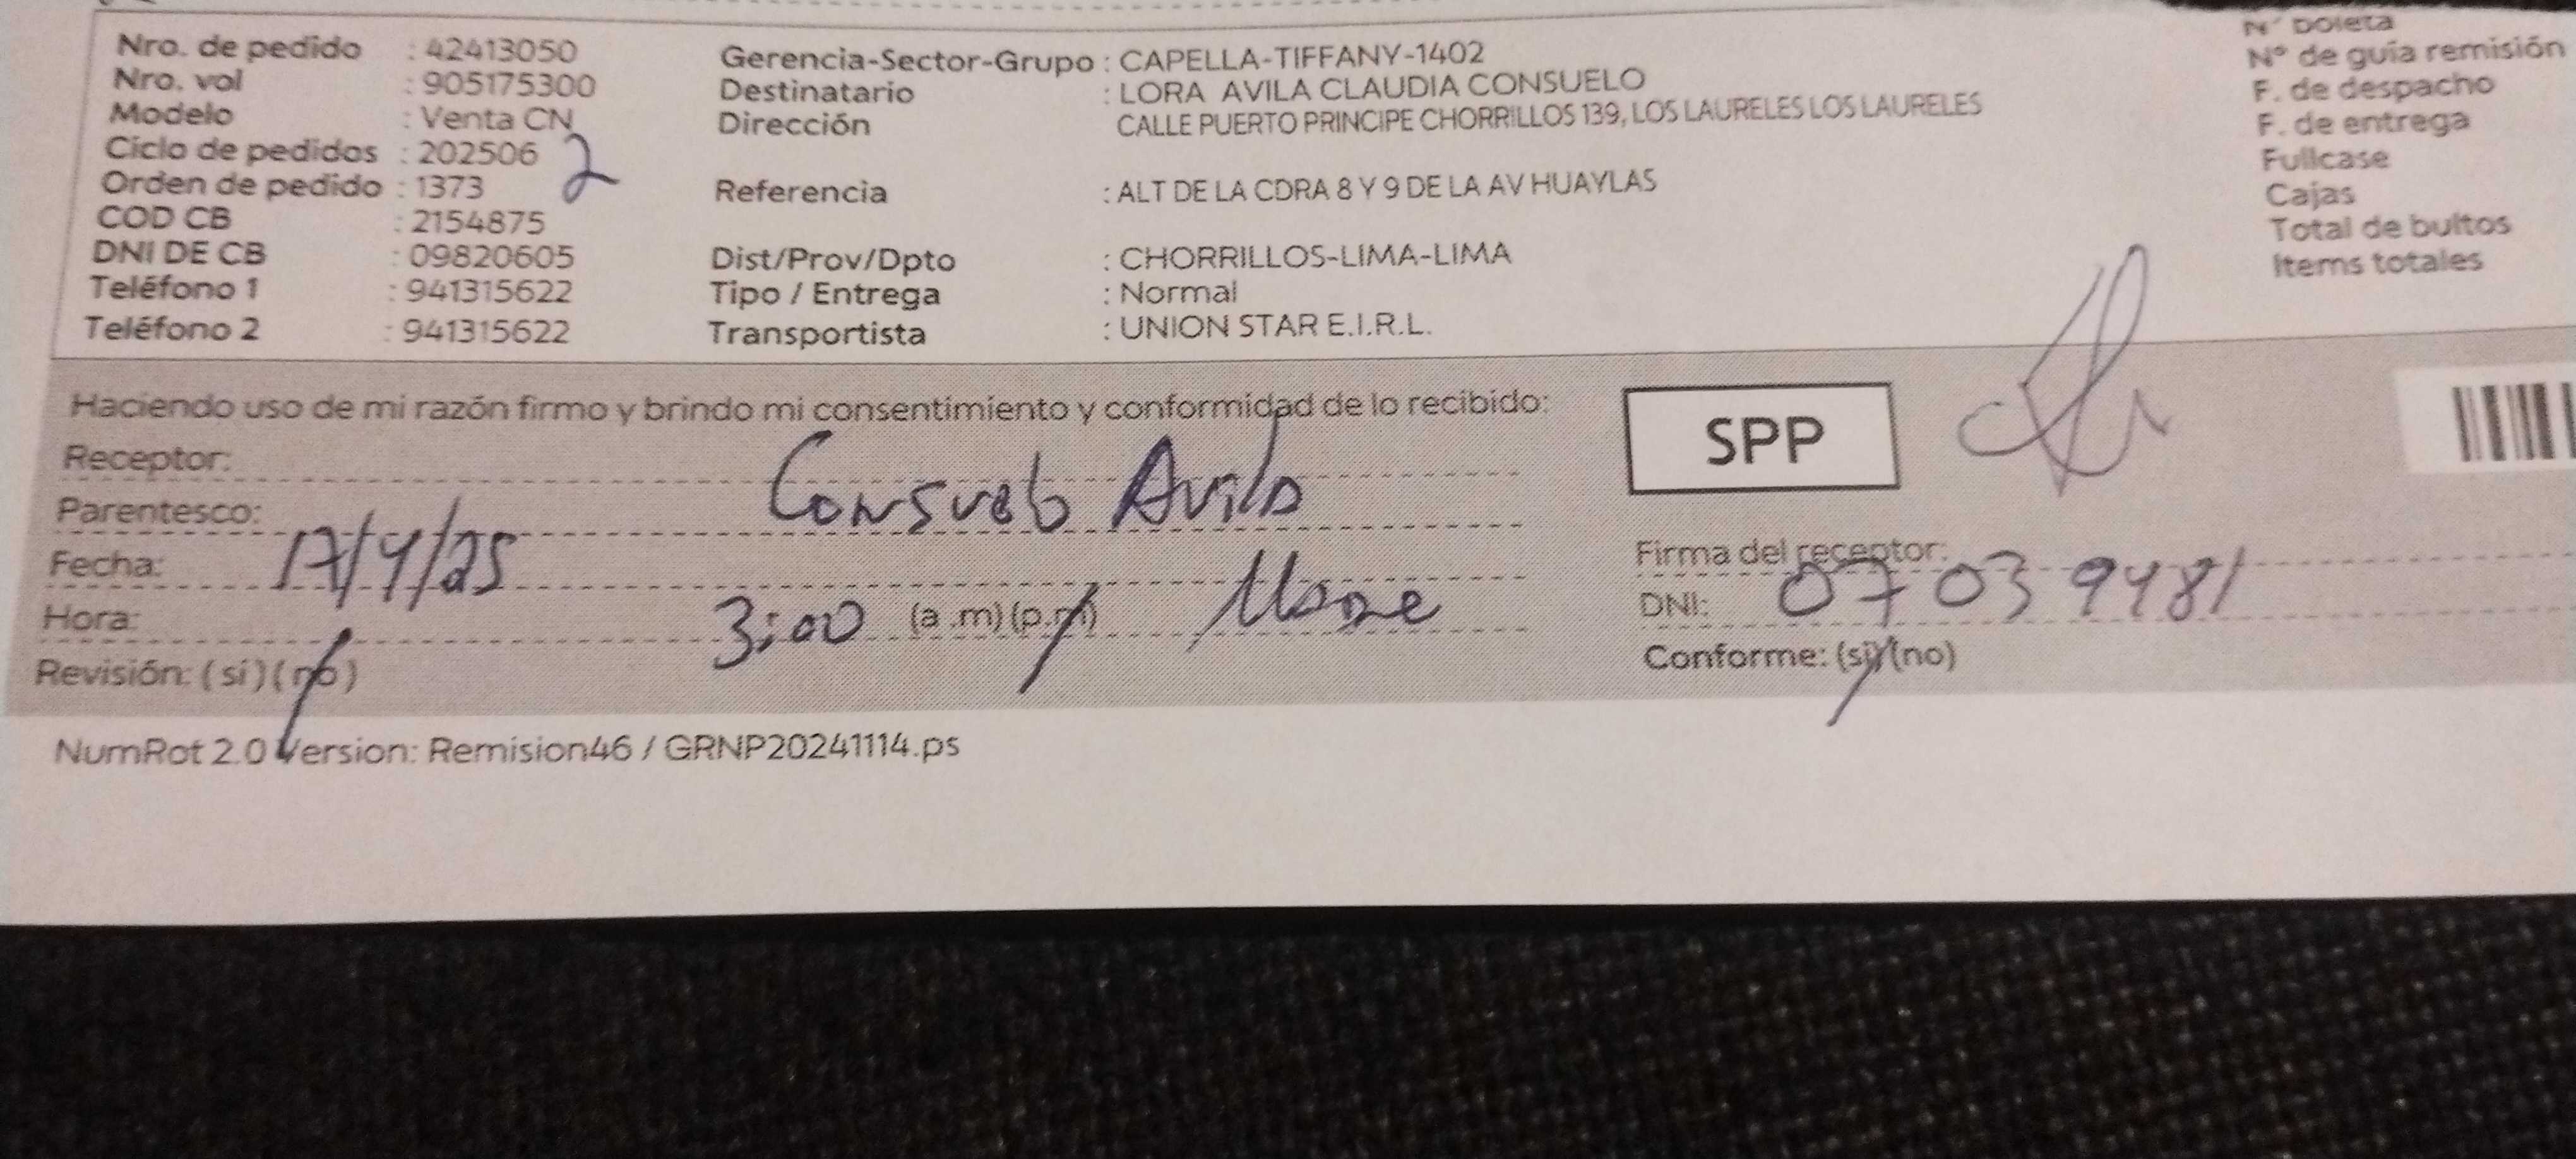 Nro. de pedido : 42413050
Nro. vol : 905175300
Modelo : Venta CN
Ciclo de pedidos : 202506
Orden de pedido : 1373
2
COD CB : 2154875
DNI DE CB : 09820605
Teléfono 1 : 941315622
Teléfono 2 : 941315622
Gerencia-Sector-Grupo : CAPELLA-TIFFANY-1402
Destinatario : LORA AVILA CLAUDIA CONSUELO
Dirección CALLE PUERTO PRINCIPE CHORRILLOS 139, LOS LAURELES LOS LAURELES
Referencia : ALT DE LA CDRA 8 Y 9 DE LA AV HUAYLAS
Dist/Prov/Dpto : CHORRILLOS-LIMA-LIMA
Tipo / Entrega : Normal
Transportista : UNION STAR E.I.R.L.
N° boleta
N° de guía remisión
F. de despacho
F. de entrega
Fullcase
Cajas
Total de bultos
Items totales
Haciendo uso de mi razón firmo y brindo mi consentimiento y conformidad de lo recibido:
Receptor: Consuelo Avila
Parentesco:
Fecha: 17/4/25
Hora: 3:00 (a .m) (p.m)
Revisión: (si) (no)
SPP
Firma del receptor:
DNI: 07039481
Conforme: (si) (no)
NumRot 2.0 Version: Remision46 / GRNP20241114.ps